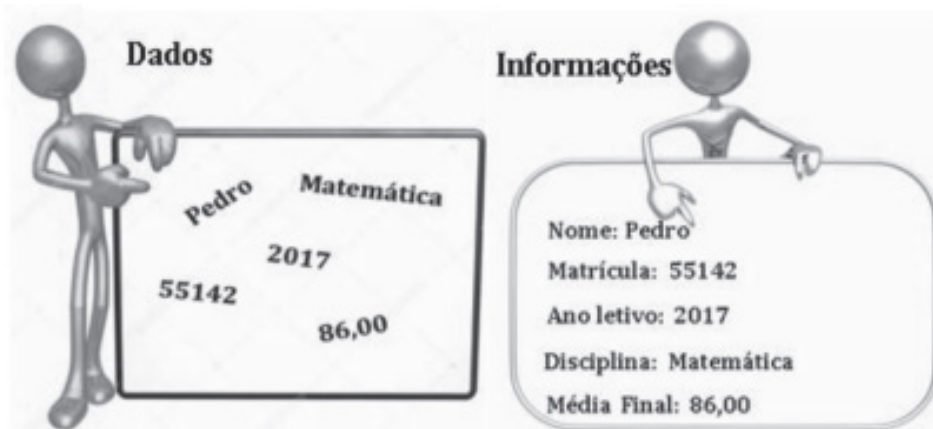 Dados
Pedro
Matemática
2017
55142
86,00
Informações
Nome: Pedro
Matrícula: 55142
Ano letivo: 2017
Disciplina: Matemática
Média Final: 86,00